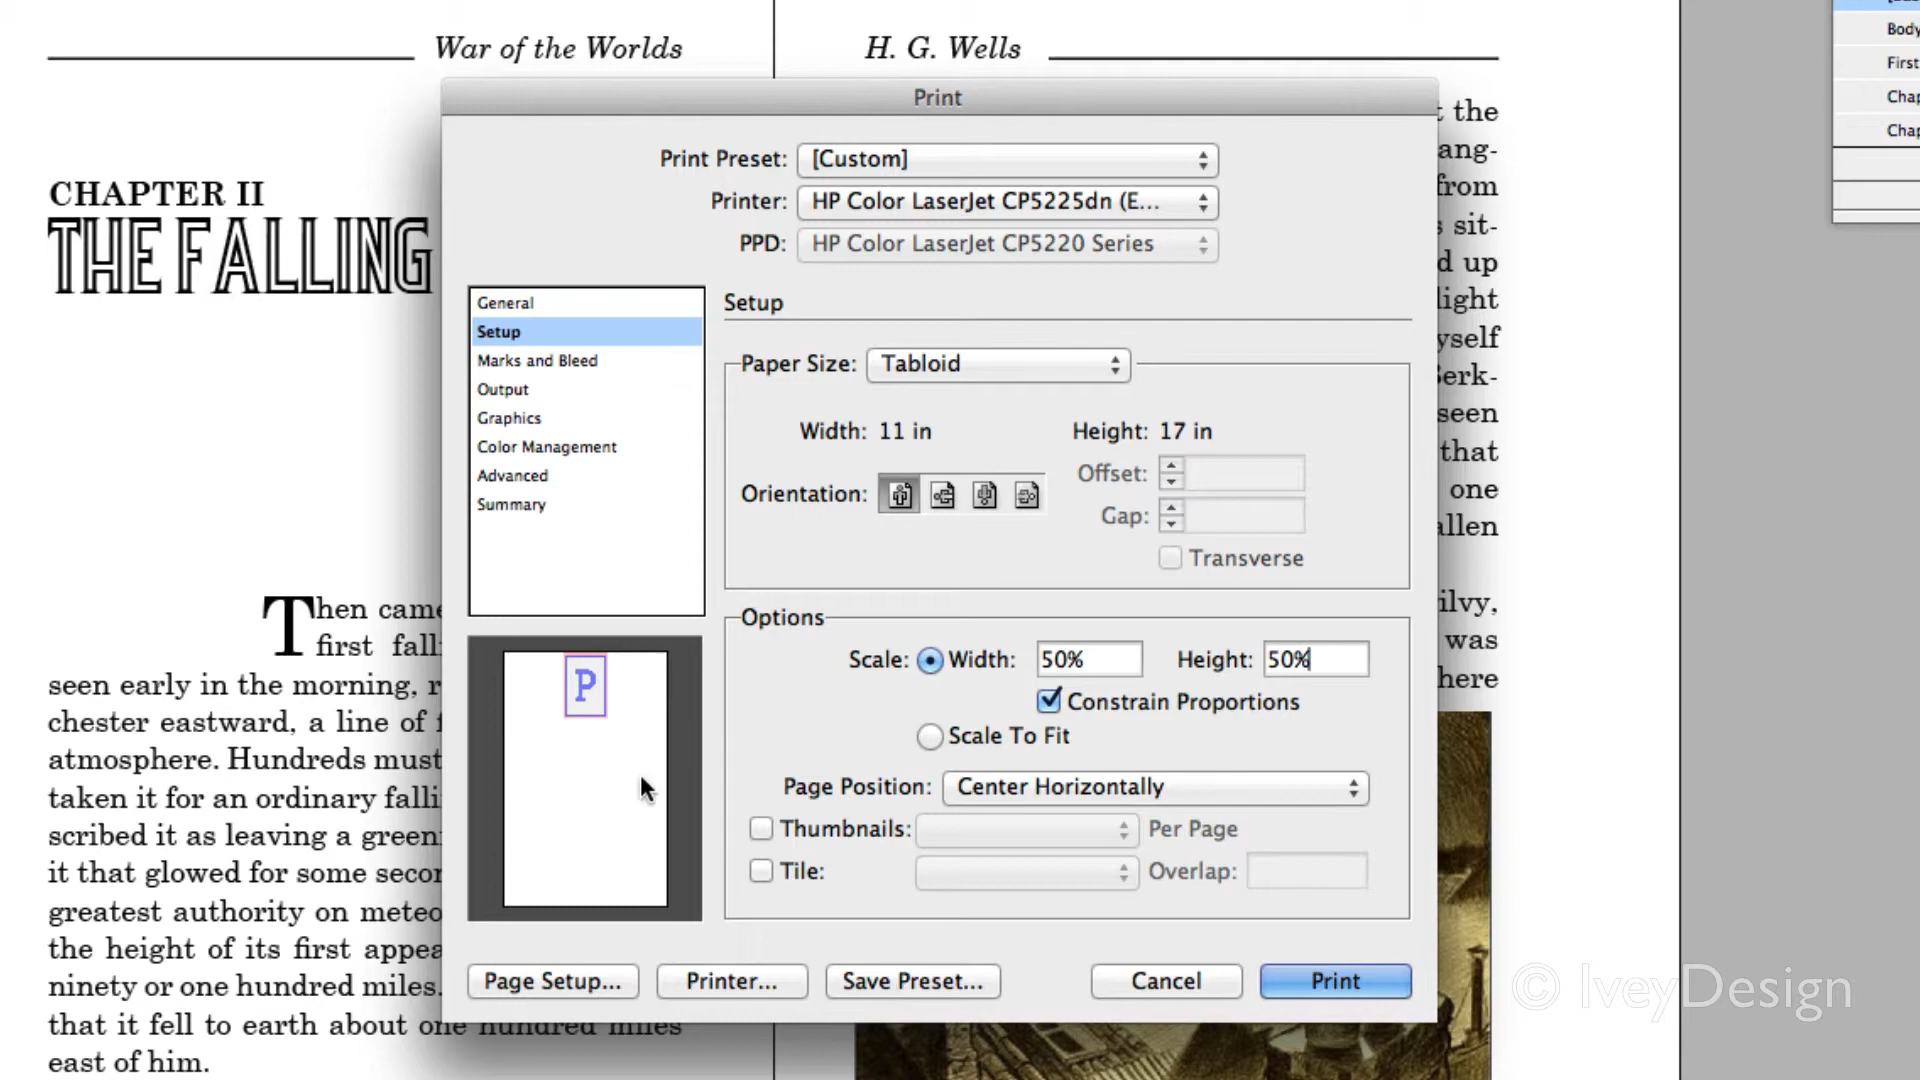 War of the Worlds
H. G. Wells
CHAPTER II
THE FALLING
Then came
first fall
seen early in the morning, r
chester eastward, a line of f
atmosphere. Hundreds must
taken it for an ordinary falli
scribed it as leaving a green
it that glowed for some secon
greatest authority on meteo
the height of its first appea
ninety or one hundred miles.
that it fell to earth about one hundred miles
east of him.
Print
Print Preset: [Custom]
Printer: HP Color LaserJet CP5225dn (E...
PPD: HP Color LaserJet CP5220 Series
General
Setup
Marks and Bleed
Output
Graphics
Color Management
Advanced
Summary
P
Setup
Paper Size: Tabloid
Width: 11 in Height: 17 in
Orientation:
Offset:
Gap:
Transverse
Options
Scale: Width: 50% Height: 50%
Constrain Proportions
Scale To Fit
Page Position: Center Horizontally
Thumbnails: Per Page
Tile: Overlap:
Page Setup... Printer... Save Preset... Cancel Print
t the
ang-
from
s sit-
d up
light
yself
Berk-
seen
that
one
allen
ilvy,
was
here
Body
First
Chap
Chap
© IveyDesign